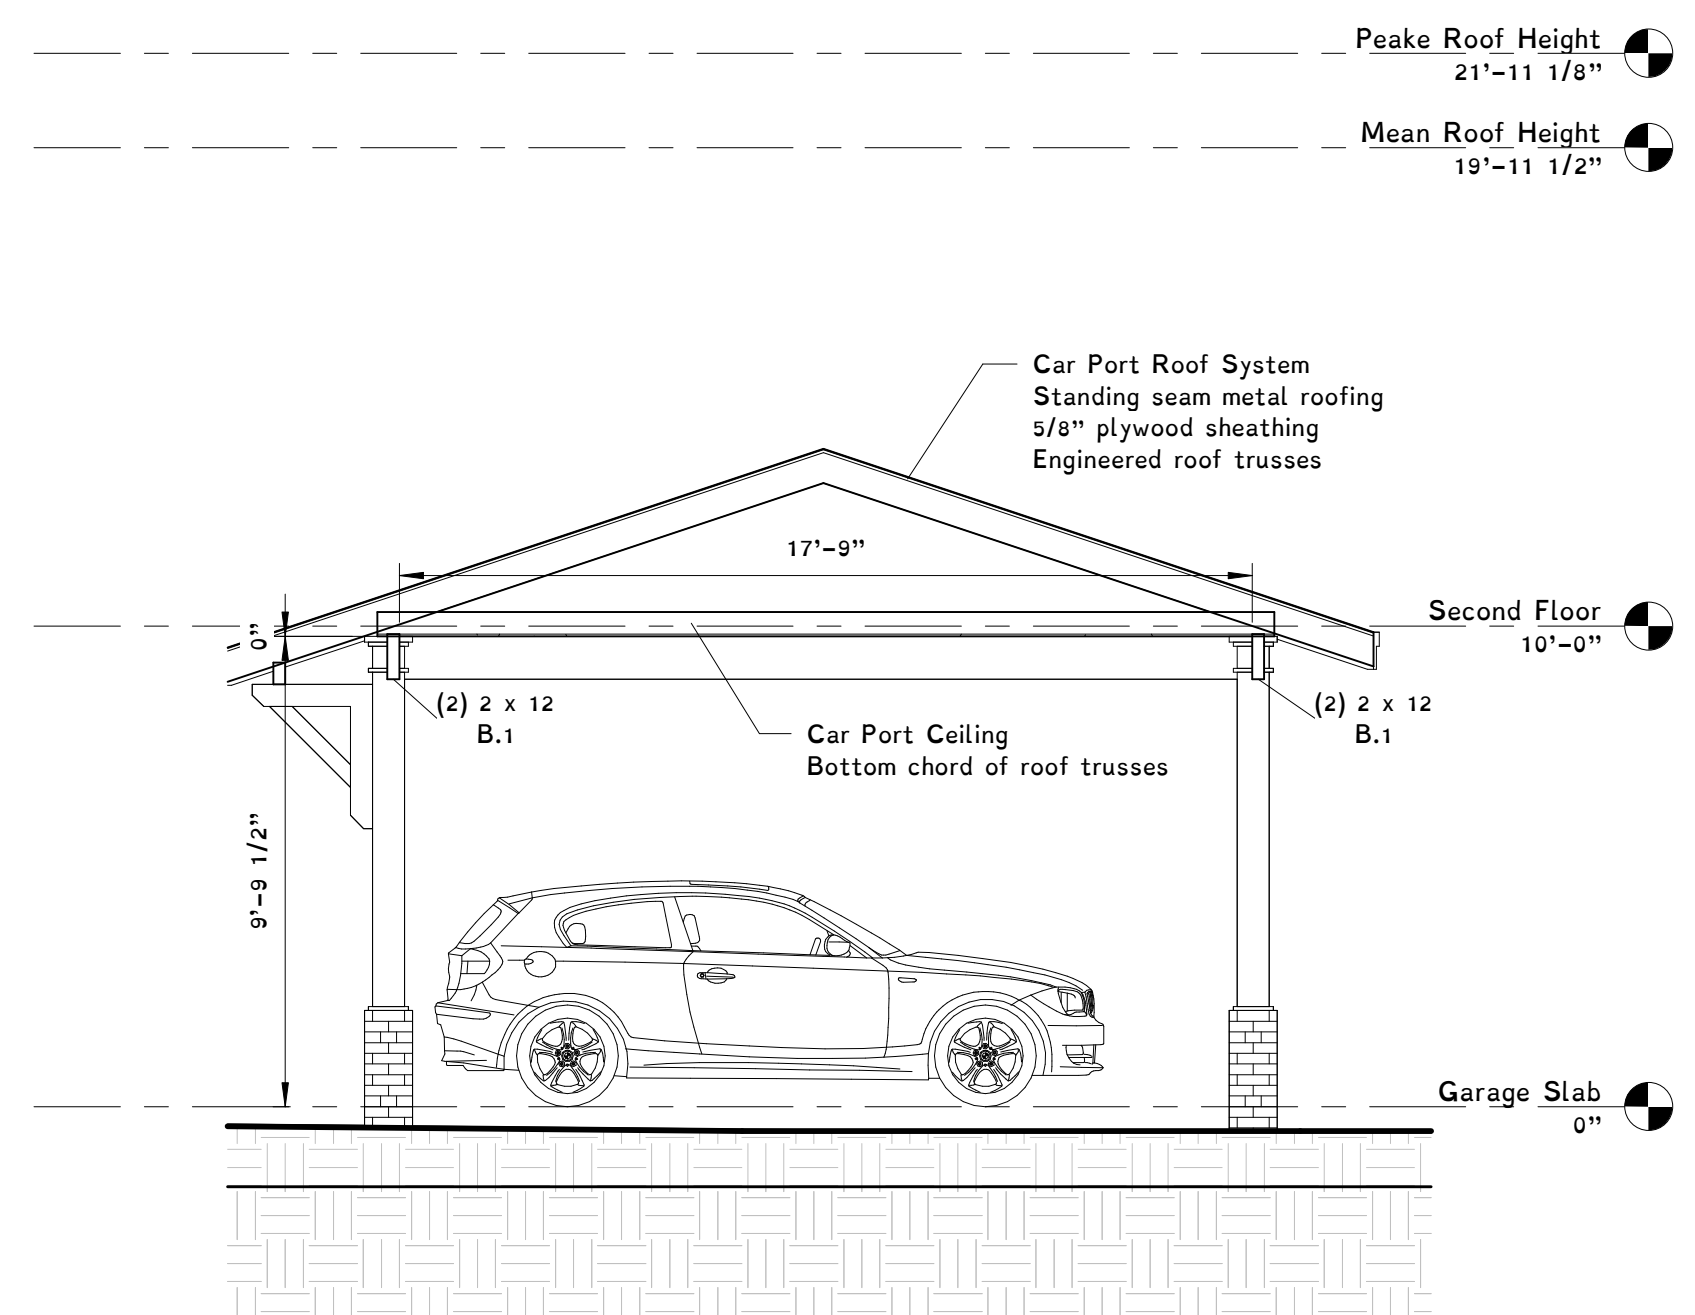 Peake Roof Height
21'-11 1/8"
Mean Roof Height
19'-11 1/2"
Car Port Roof System
Standing seam metal roofing
5/8" plywood sheathing
Engineered roof trusses
17'-9"
Second Floor
10'-0"
0"
(2) 2 x 12
B.1
(2) 2 x 12
B.1
Car Port Ceiling
Bottom chord of roof trusses
9'-9 1/2"
Garage Slab
0"